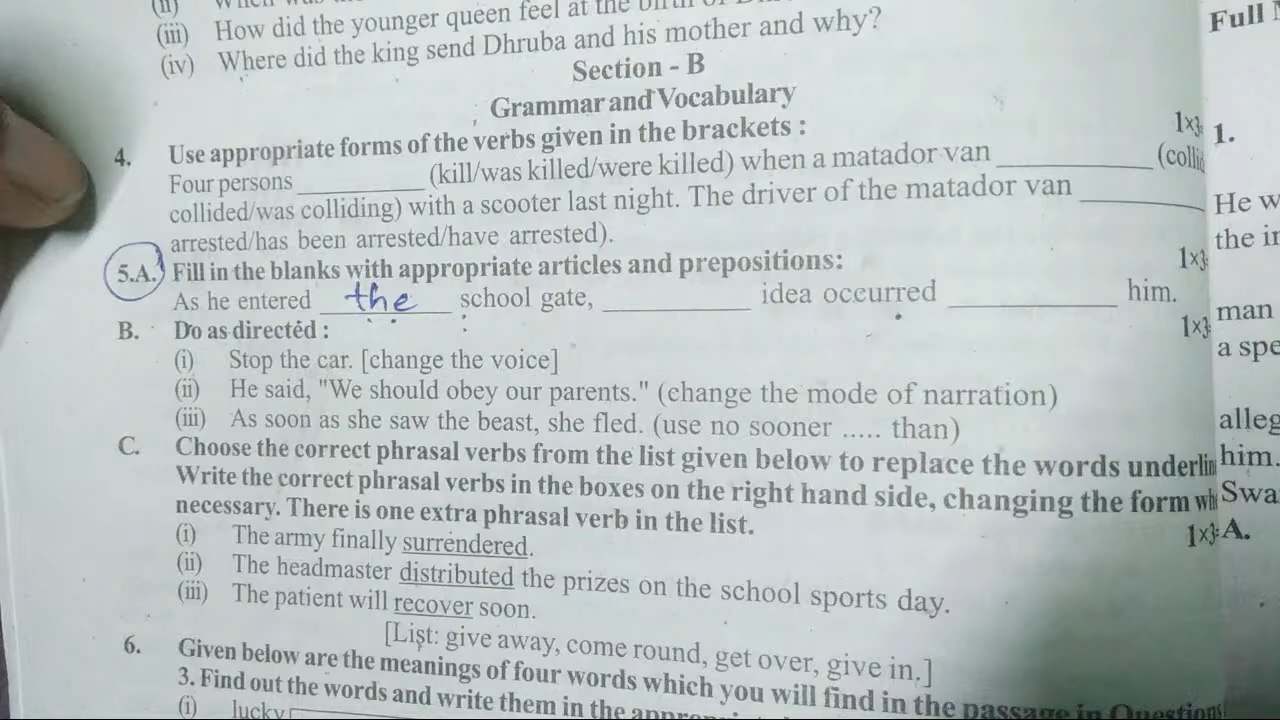 (iii) How did the younger queen feel at the
(iv) Where did the king send Dhruba and his mother and why?
Section - B
Grammar and Vocabulary
4. Use appropriate forms of the verbs given in the brackets :
Four persons __________ (kill/was killed/were killed) when a matador van __________
collided/was colliding) with a scooter last night. The driver of the matador van __________
arrested/has been arrested/have arrested).
5.A. Fill in the blanks with appropriate articles and prepositions:
As he entered the school gate, __________ idea occurred __________ him.
B. Do as directed :
(i) Stop the car. [change the voice]
(ii) He said, "We should obey our parents." (change the mode of narration)
(iii) As soon as she saw the beast, she fled. (use no sooner ..... than)
C. Choose the correct phrasal verbs from the list given below to replace the words
Write the correct phrasal verbs in the boxes on the right hand side, changing the form
necessary. There is one extra phrasal verb in the list.
(i) The army finally surrendered.
(ii) The headmaster distributed the prizes on the school sports day.
(iii) The patient will recover soon.
[List: give away, come round, get over, give in.]
6. Given below are the meanings of four words which you will find in the passage in
3. Find out the words and write them in the
(i) lucky
Full
1.
He
the
man
a
him.
A.